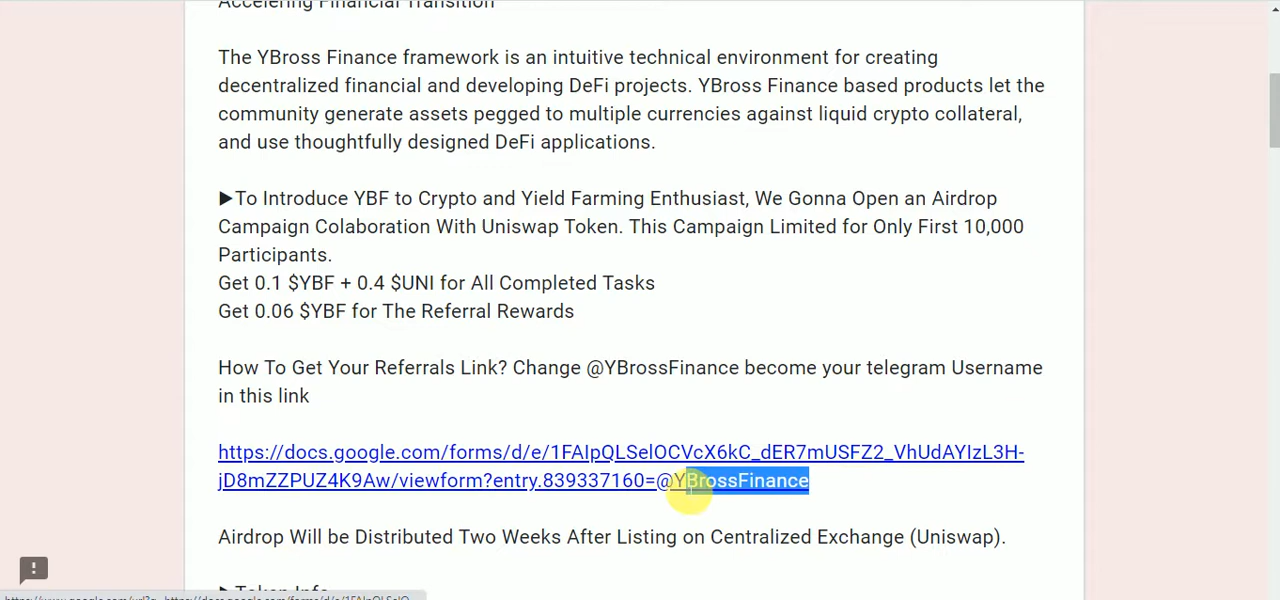 Accelering Financial Transition
The YBross Finance framework is an intuitive technical environment for creating
decentralized financial and developing DeFi projects. YBross Finance based products let the
community generate assets pegged to multiple currencies against liquid crypto collateral,
and use thoughtfully designed DeFi applications.
▶To Introduce YBF to Crypto and Yield Farming Enthusiast, We Gonna Open an Airdrop
Campaign Colaboration With Uniswap Token. This Campaign Limited for Only First 10,000
Participants.
Get 0.1 $YBF + 0.4 $UNI for All Completed Tasks
Get 0.06 $YBF for The Referral Rewards
How To Get Your Referrals Link? Change @YBrossFinance become your telegram Username
in this link
https://docs.google.com/forms/d/e/1FAIpQLSelOCVcX6kC_dER7mUSFZ2_VhUdAYIzL3H-
jD8mZZPUZ4K9Aw/viewform?entry.839337160=@YBrossFinance
Airdrop Will be Distributed Two Weeks After Listing on Centralized Exchange (Uniswap).
▶Token Info